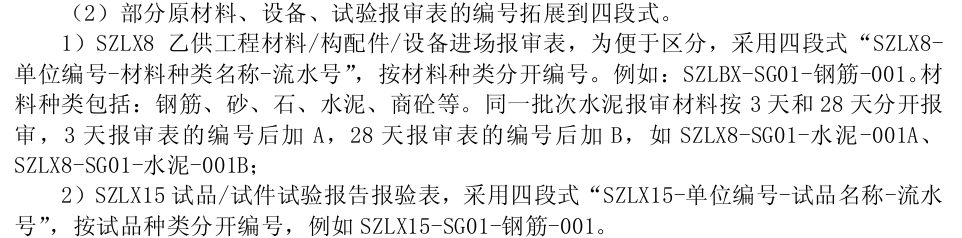 （2）部分原材料、设备、试验报审表的编号拓展到四段式。
1）SZLX8 乙供工程材料/构配件/设备进场报审表，为便于区分，采用四段式“SZLX8-
单位编号-材料种类名称-流水号”，按材料种类分开编号。例如：SZLBX-SG01-钢筋-001。材
料种类包括：钢筋、砂、石、水泥、商砼等。同一批次水泥报审材料按 3 天和 28 天分开报
审，3 天报审表的编号后加 A，28 天报审表的编号后加 B，如 SZLX8-SG01-水泥-001A、
SZLX8-SG01-水泥-001B；
2）SZLX15 试品/试件试验报告报验表，采用四段式“SZLX15-单位编号-试品名称-流水
号”，按试品种类分开编号，例如 SZLX15-SG01-钢筋-001。